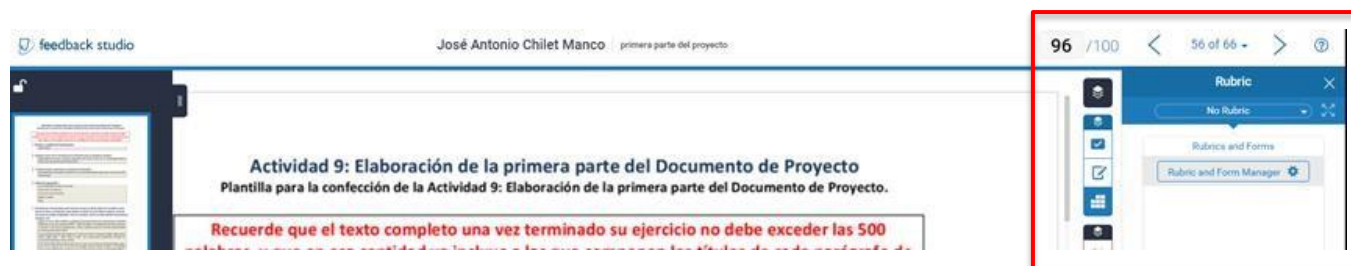 feedback studio
José Antonio Chilet Manco primera parte del proyecto
96 /100
56 of 66
Rubric
No Rubric
Rubrics and Forms
Rubric and Form Manager
Actividad 9: Elaboración de la primera parte del Documento de Proyecto
Plantilla para la confección de la Actividad 9: Elaboración de la primera parte del Documento de Proyecto.
Recuerde que el texto completo una vez terminado su ejercicio no debe exceder las 500